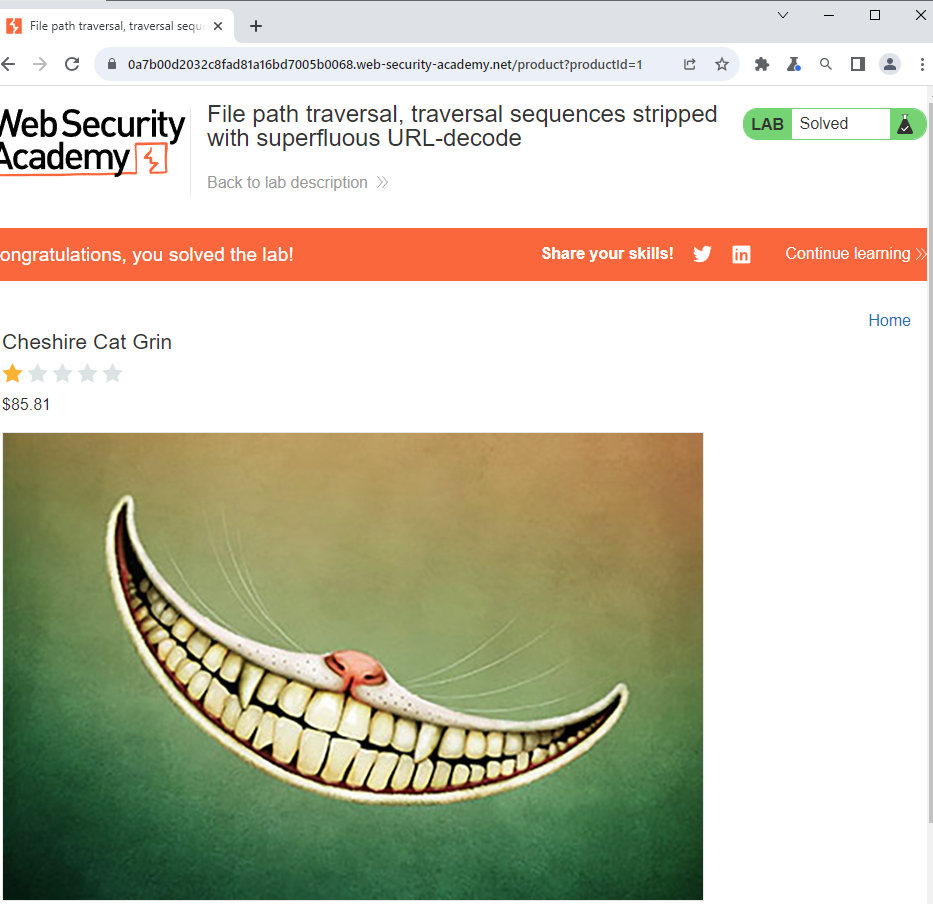 File path traversal, traversal sequ
0a7b00d2032c8fad81a16bd7005b0068.web-security-academy.net/product?productId=1
Web Security
Academy
File path traversal, traversal sequences stripped
with superfluous URL-decode
LAB Solved
Back to lab description
ongratulations, you solved the lab!
Share your skills!
Continue learning
Home
Cheshire Cat Grin
$85.81